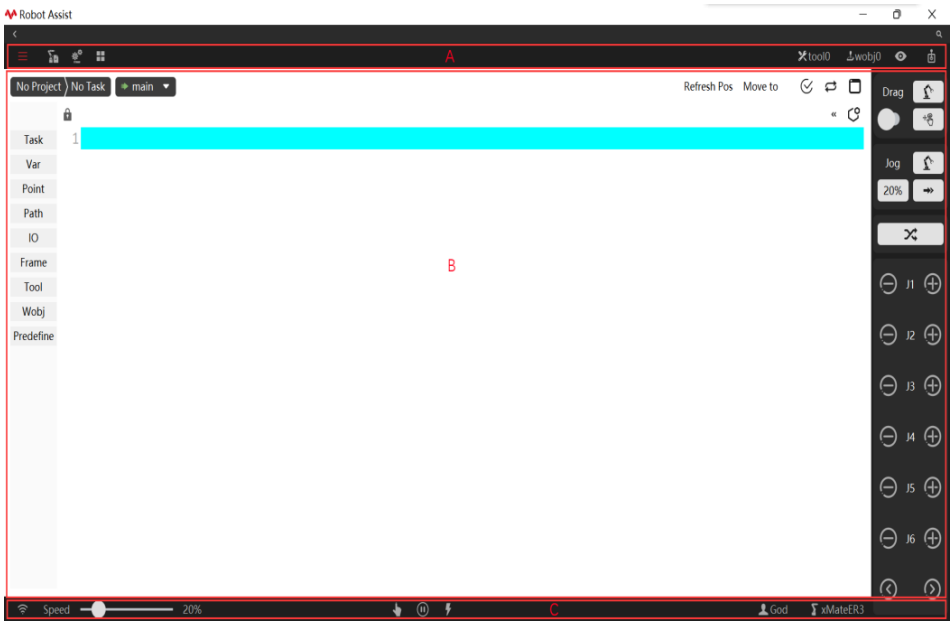 Robot Assist
A
tool0 wobj0
No Project No Task main Refresh Pos Move to Drag
«
Task 1
Var
Point
Path
IO
Frame
Tool
Wobj
Predefine
B
Jog
20%
J1
J2
J3
J4
J5
J6
Speed 20% C God xMateER3